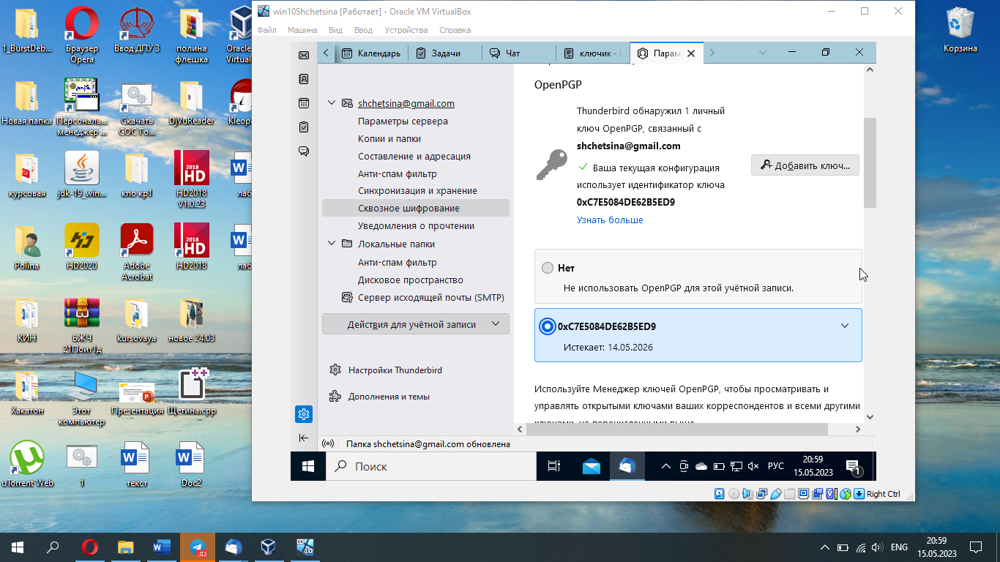 1_BurstDeb...
Браузер
Opera
Ввод ДПУ 3
полина
флешка
Oracle
Virtual
Новая папка
Персональ...
менеджер ...
Скачать
СОС Го...
DjVuReader
Kleopa
курсовая
jdk-19_win...
кпо кр1
HD2018
V1.0.23
лаб
Polina
HD2020
Adobe
Acrobat
HD2018
лаб
КИН
БЖЧ
21Поит1д
kursovaya
новое 24.03
Хакатон
Этот
компьютер
Презентация
Щетина.cpp
uTorrent Web
1
текст
Doc2
Корзина
win10Shchetsina [Работает] - Oracle VM VirtualBox
Файл Машина Вид Ввод Устройства Справка
Календарь Задачи Чат ключик - Парам
shchetsina@gmail.com
Параметры сервера
Копии и папки
Составление и адресация
Анти-спам фильтр
Синхронизация и хранение
Сквозное шифрование
Уведомления о прочтении
Локальные папки
Анти-спам фильтр
Дисковое пространство
Сервер исходящей почты (SMTP)
Действия для учётной записи
Настройки Thunderbird
Дополнения и темы
OpenPGP
Thunderbird обнаружил 1 личный
ключ OpenPGP, связанный с
shchetsina@gmail.com
Ваша текущая конфигурация
использует идентификатор ключа
0xC7E5084DE62B5ED9
Узнать больше
Добавить ключ...
Нет
Не использовать OpenPGP для этой учётной записи.
0xC7E5084DE62B5ED9
Истекает: 14.05.2026
Используйте Менеджер ключей OpenPGP, чтобы просматривать и
управлять открытыми ключами ваших корреспондентов и всеми другими
ключами, не перечисленными выше.
Папка shchetsina@gmail.com обновлена
Поиск
РУС
20:59
15.05.2023
1
Right Ctrl
..02
ENG
20:59
15.05.2023